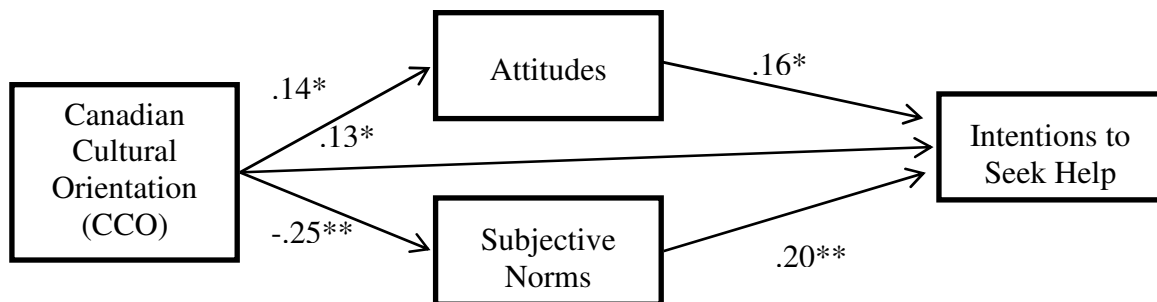 Canadian
Cultural
Orientation
(CCO)
.14*
.13*
-.25**
Attitudes
Subjective
Norms
.16*
.20**
Intentions to
Seek Help